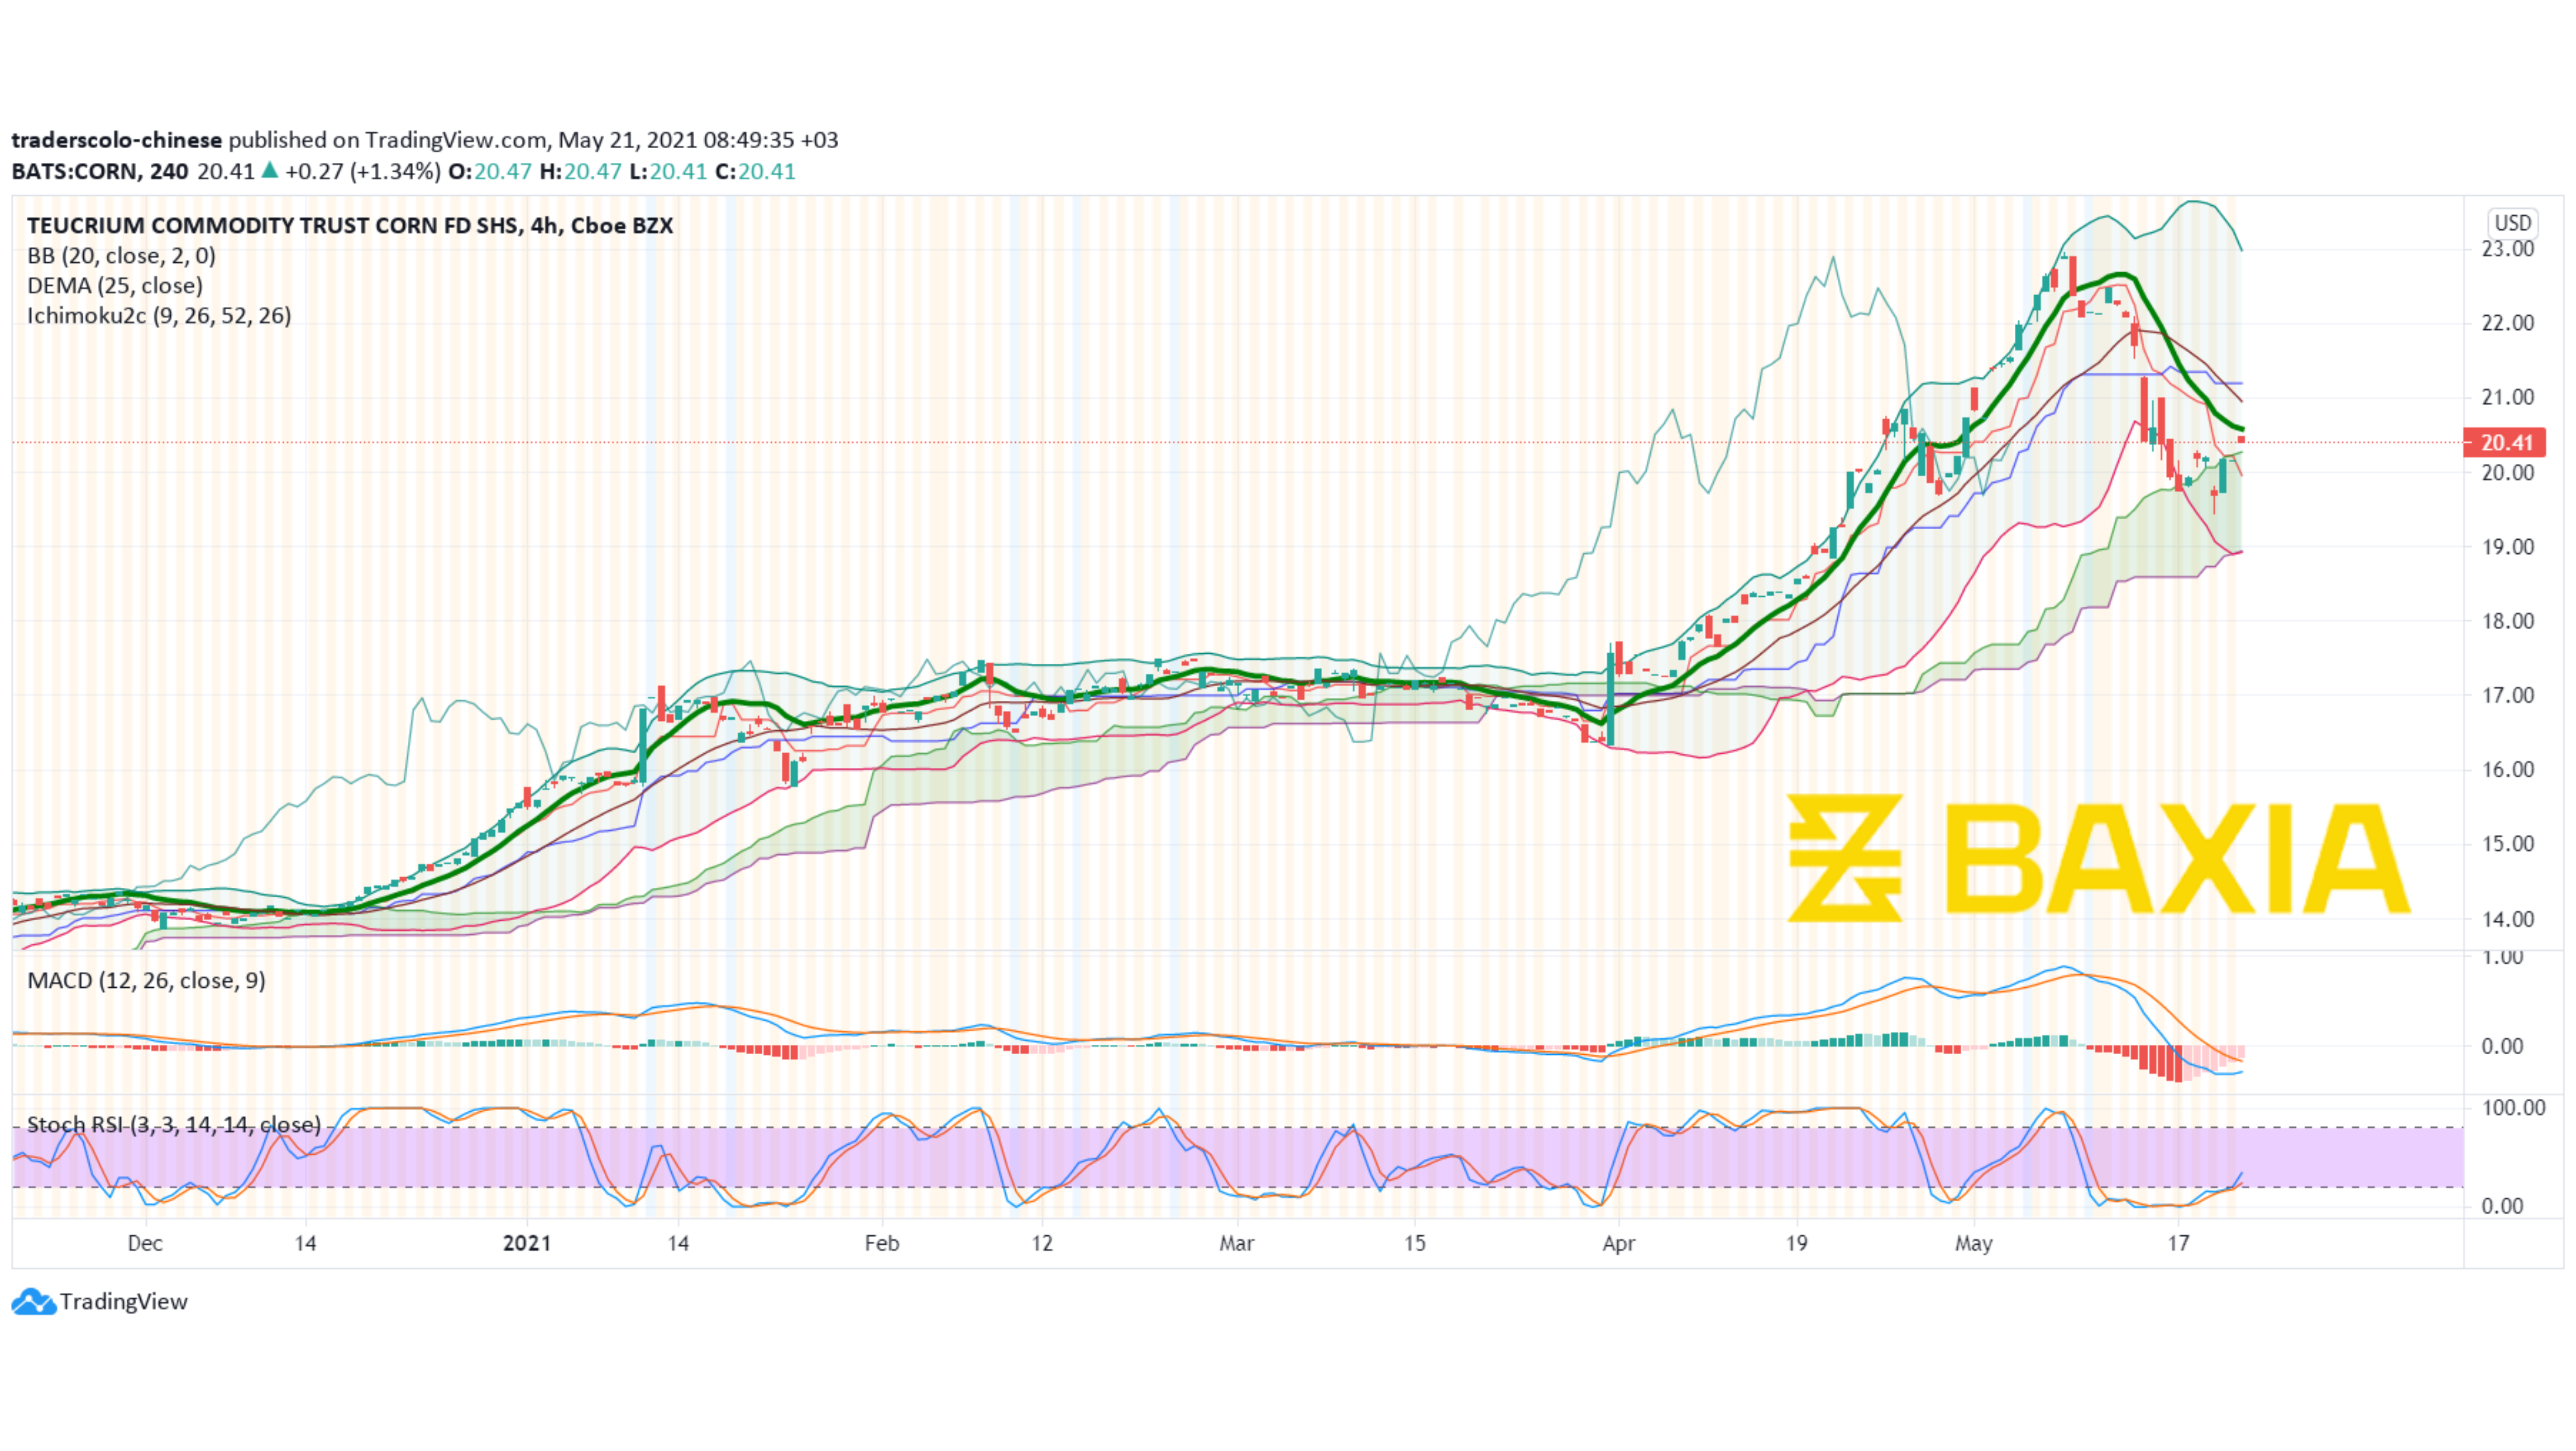 traderscolo-chinese published on TradingView.com, May 21, 2021 08:49:35 +03
BATS:CORN, 240 20.41 ▲ +0.27 (+1.34%) O:20.47 H:20.47 L:20.41 C:20.41
TEUCRIUM COMMODITY TRUST CORN FD SHS, 4h, Cboe BZX
BB (20, close, 2, 0)
DEMA (25, close)
Ichimoku2c (9, 26, 52, 26)
USD
23.00
22.00
21.00
20.41
20.00
19.00
18.00
17.00
16.00
15.00
14.00
BAXIA
MACD (12, 26, close, 9)
1.00
0.00
Stoch RSI (3, 3, 14, 14, close)
100.00
0.00
Dec 14 2021 14 Feb 12 Mar 15 Apr 19 May 17
TradingView